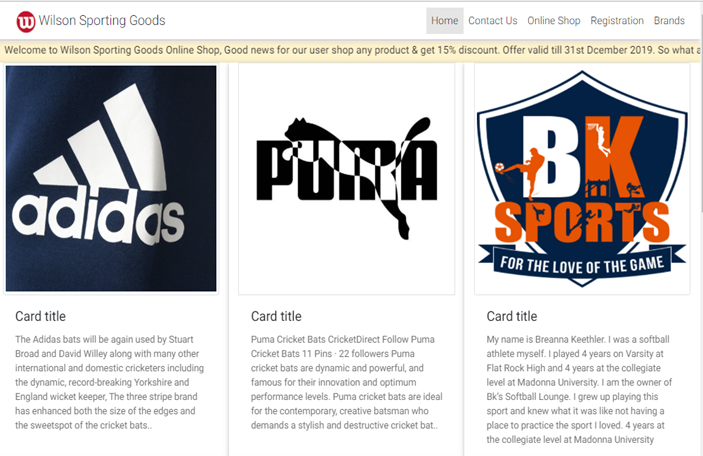 Wilson Sporting Goods
Home Contact Us Online Shop Registration Brands
Welcome to Wilson Sporting Goods Online Shop, Good news for our user shop any product & get 15% discount. Offer valid till 31st Dcember 2019. So what a
adidas
PUMA
BK
SPORTS
FOR THE LOVE OF THE GAME
Card title
The Adidas bats will be again used by Stuart
Broad and David Willey along with many other
international and domestic cricketers including
the dynamic, record-breaking Yorkshire and
England wicket keeper, The three stripe brand
has enhanced both the size of the edges and
the sweetspot of the cricket bats..
Card title
Puma Cricket Bats CricketDirect Follow Puma
Cricket Bats 11 Pins · 22 followers Puma
cricket bats are dynamic and powerful, and
famous for their innovation and optimum
performance levels. Puma cricket bats are ideal
for the contemporary, creative batsman who
demands a stylish and destructive cricket bat..
Card title
My name is Breanna Keethler. I was a softball
athlete myself. I played 4 years on Varsity at
Flat Rock High and 4 years at the collegiate
level at Madonna University. I am the owner of
Bk's Softball Lounge. I grew up playing this
sport and knew what it was like not having a
place to practice the sport I loved. 4 years at
the collegiate level at Madonna University